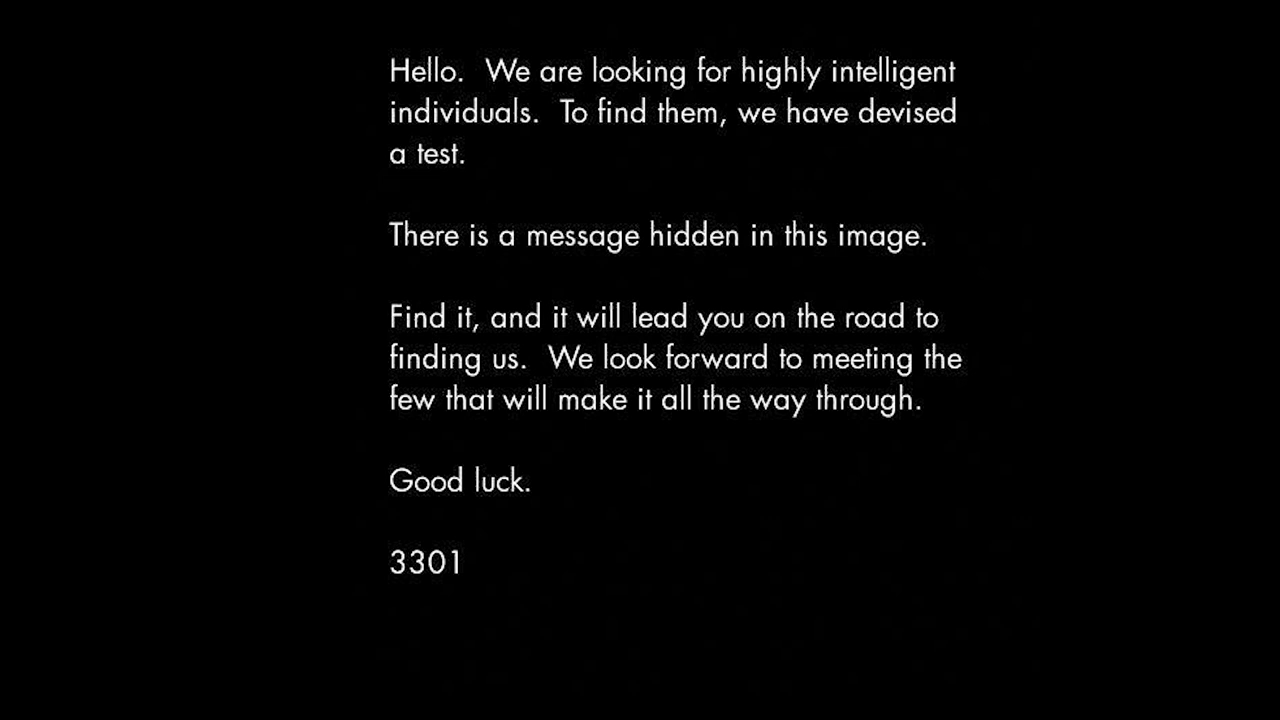 Hello.  We are looking for highly intelligent
individuals.  To find them, we have devised
a test.
There is a message hidden in this image.
Find it, and it will lead you on the road to
finding us.  We look forward to meeting the
few that will make it all the way through.
Good luck.
3301